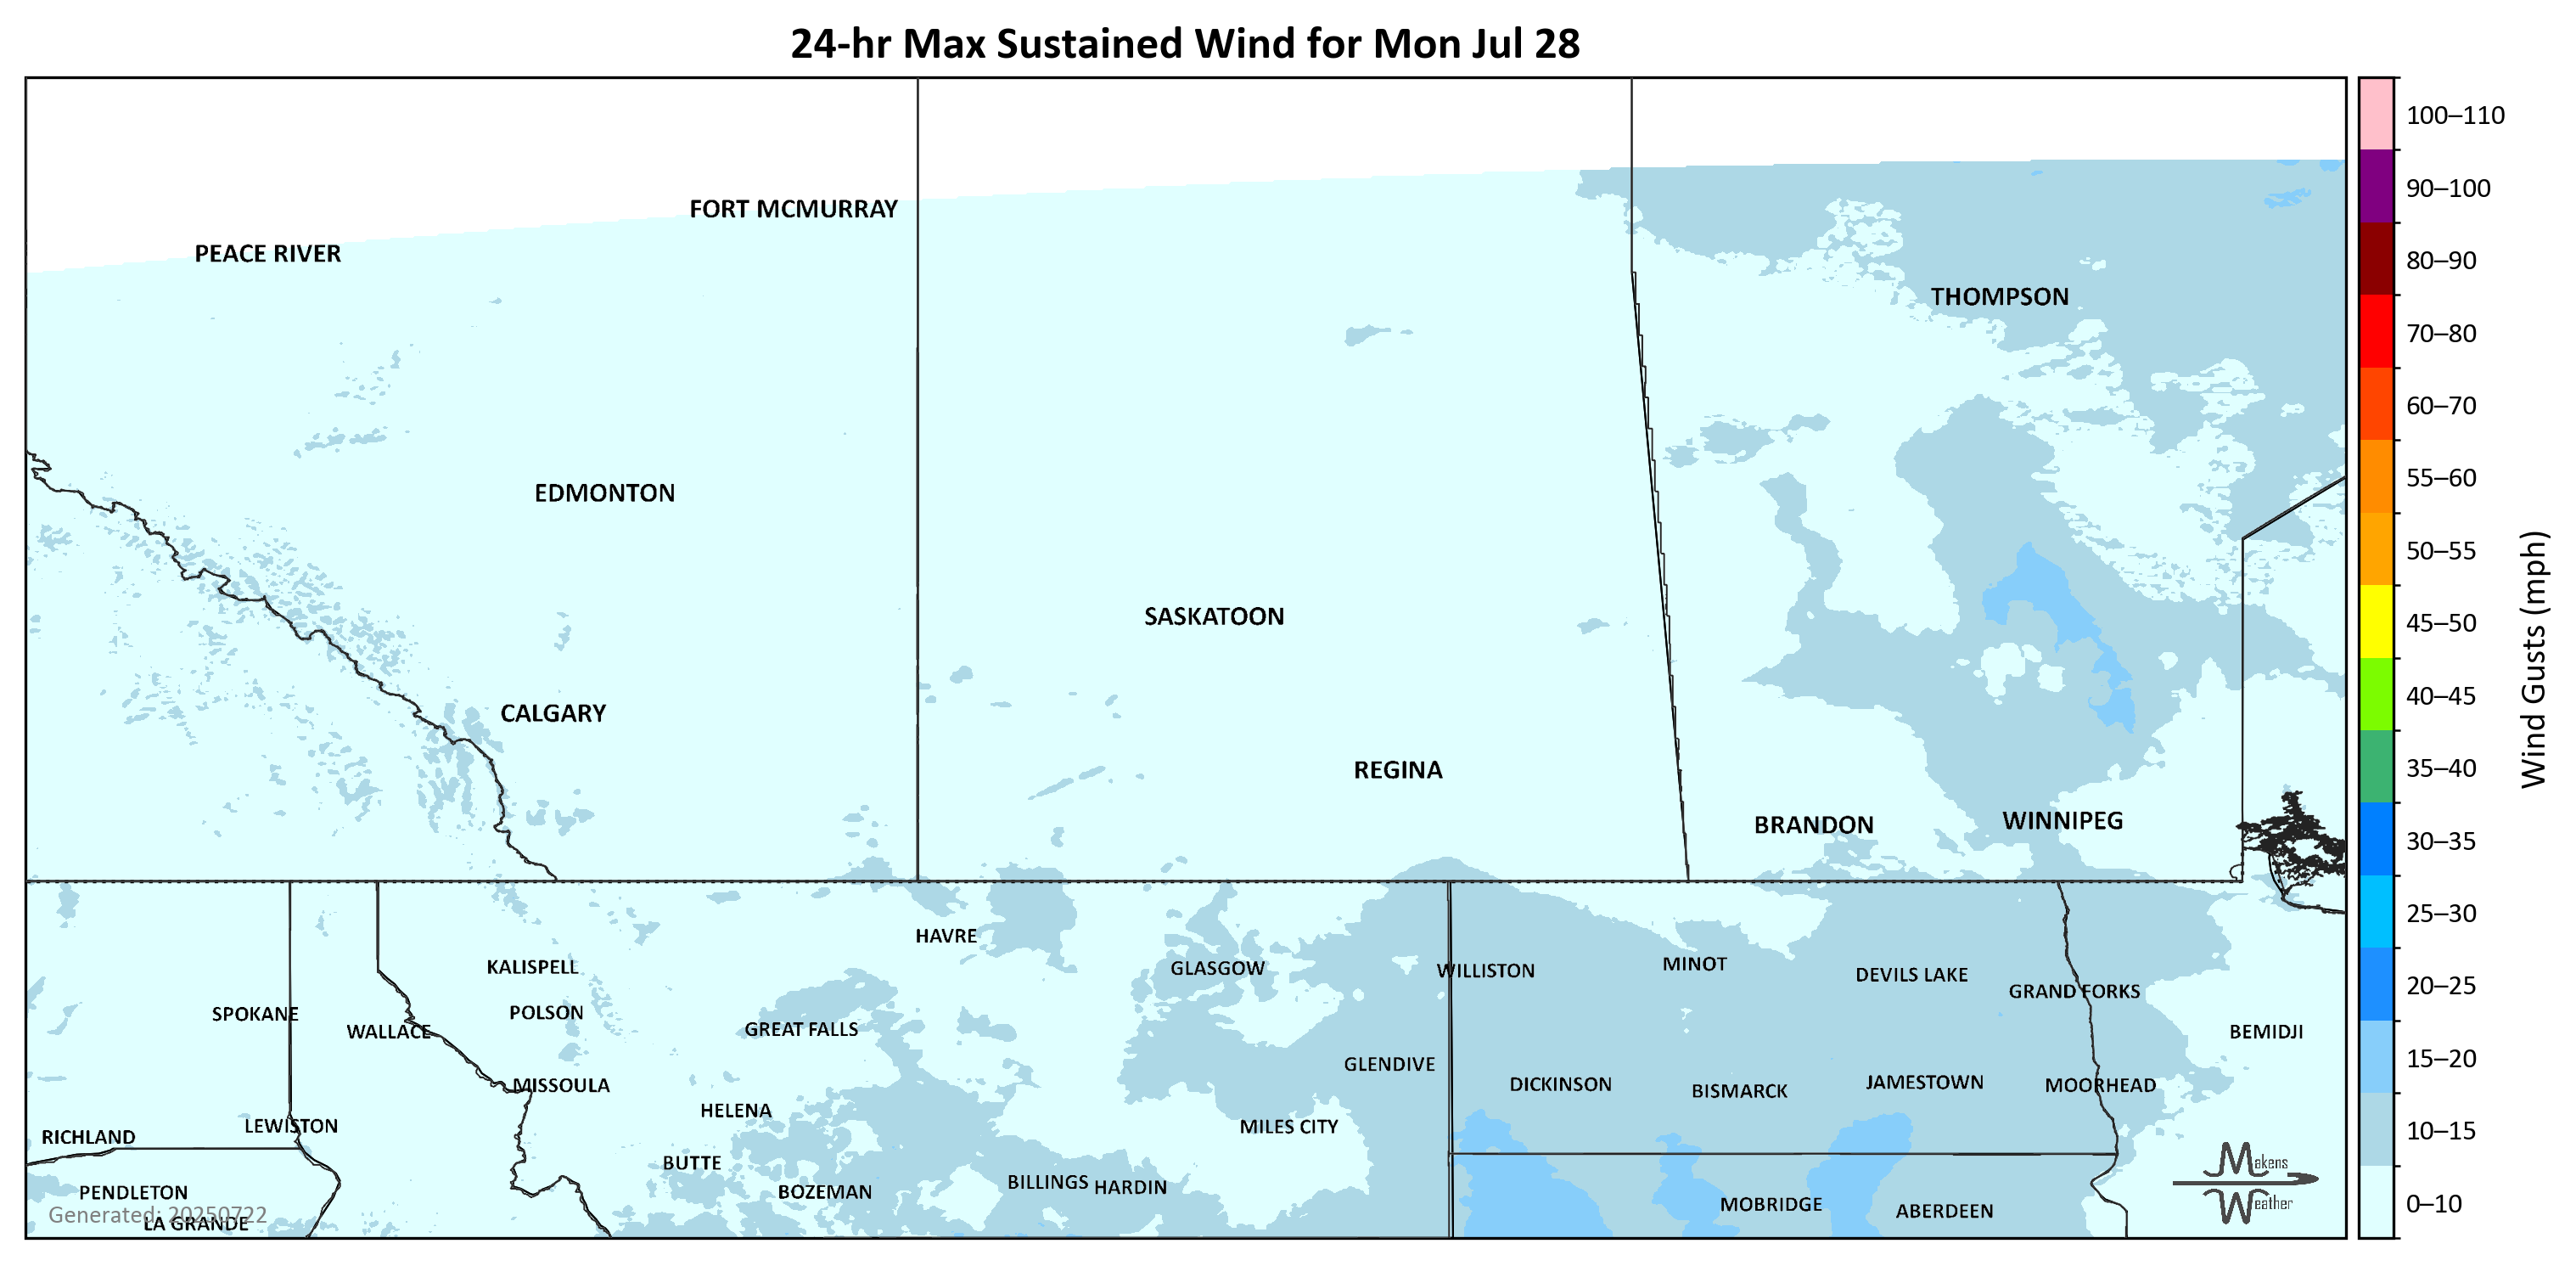 24-hr Max Sustained Wind for Mon Jul 28
100–110
FORT MCMURRAY
90–100
PEACE RIVER
80–90
THOMPSON
70–80
60–70
EDMONTON
55–60
50–55
SASKATOON
45–50
Wind Gusts (mph)
CALGARY
40–45
REGINA
35–40
BRANDON
WINNIPEG
30–35
25–30
HAVRE
KALISPELL
GLASGOW
WILLISTON
MINOT
DEVILS LAKE
20–25
GRAND FORKS
SPOKANE
POLSON
WALLACE
GREAT FALLS
BEMIDJI
15–20
GLENDIVE
MISSOULA
DICKINSON
BISMARCK
JAMESTOWN
MOORHEAD
HELENA
LEWISTON
MILES CITY
10–15
RICHLAND
BUTTE
Makens
Weather
PENDLETON
BOZEMAN
BILLINGS
HARDIN
MOBRIDGE
ABERDEEN
0–10
Generated: 20250722
LA GRANDE